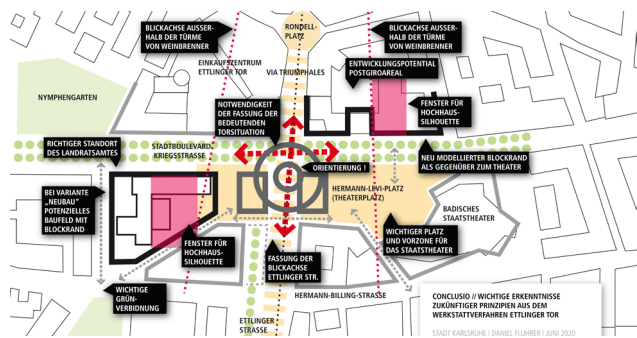 BLICKACHSE AUSSER-
HALB DER TÜRME
VON WEINBRENNER
RONDELL-
PLATZ
BLICKACHSE AUSSER-
HALB DER TÜRME
VON WEINBRENNER
EINKAUFSZENTRUM
ETTLINGER TOR
VIA TRIUMPHALES
ENTWICKLUNGSPOTENTIAL
POSTGIROAREAL
NYMPHENGARTEN
NOTWENDIGKEIT
DER FASSUNG DER
BEDEUTENDEN
TORSITUATION
FENSTER FÜR
HOCHHAUS-
SILHOUETTE
RICHTIGER STANDORT
DES LANDRATSAMTES
STADTBOULEVARD
KRIEGSSTRASSE
ORIENTIERUNG !
NEU MODELLIERTER BLOCKRAND
ALS GEGENÜBER ZUM THEATER
BEI VARIANTE
„NEUBAU"
POTENZIELLES
BAUFELD MIT
BLOCKRAND
HERMANN-LEVI-PLATZ
(THEATERPLATZ)
BADISCHES
STAATSTHEATER
FENSTER FÜR
HOCHHAUS-
SILHOUETTE
FASSUNG DER
BLICKACHSE
ETTLINGER STR.
WICHTIGER PLATZ
UND VORZONE FÜR
DAS STAATSTHEATER
WICHTIGE
GRÜN-
VERBIDNUNG
HERMANN-BILLING-STRASSE
ETTLINGER
STRASSE
CONCLUSIO // WICHTIGE ERKENNTNISSE
ZUKÜNFTIGER PRINZIPIEN AUS DEM
WERKSTATTVERFAHREN ETTLINGER TOR
STADT KARLSRUHE | DANIEL FLUHRER | JUNI 2020